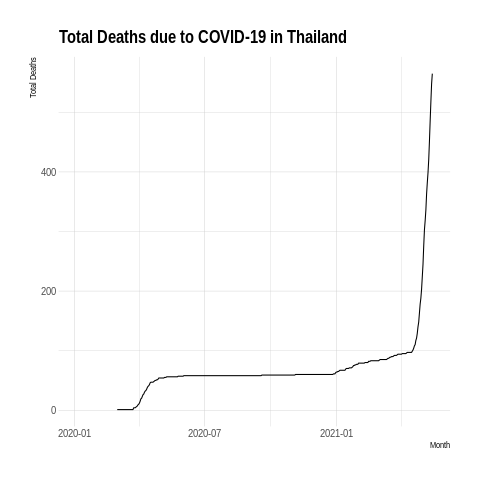 Total Deaths due to COVID-19 in Thailand
Total Deaths
400
200
0
2020-01
2020-07
2021-01
Month